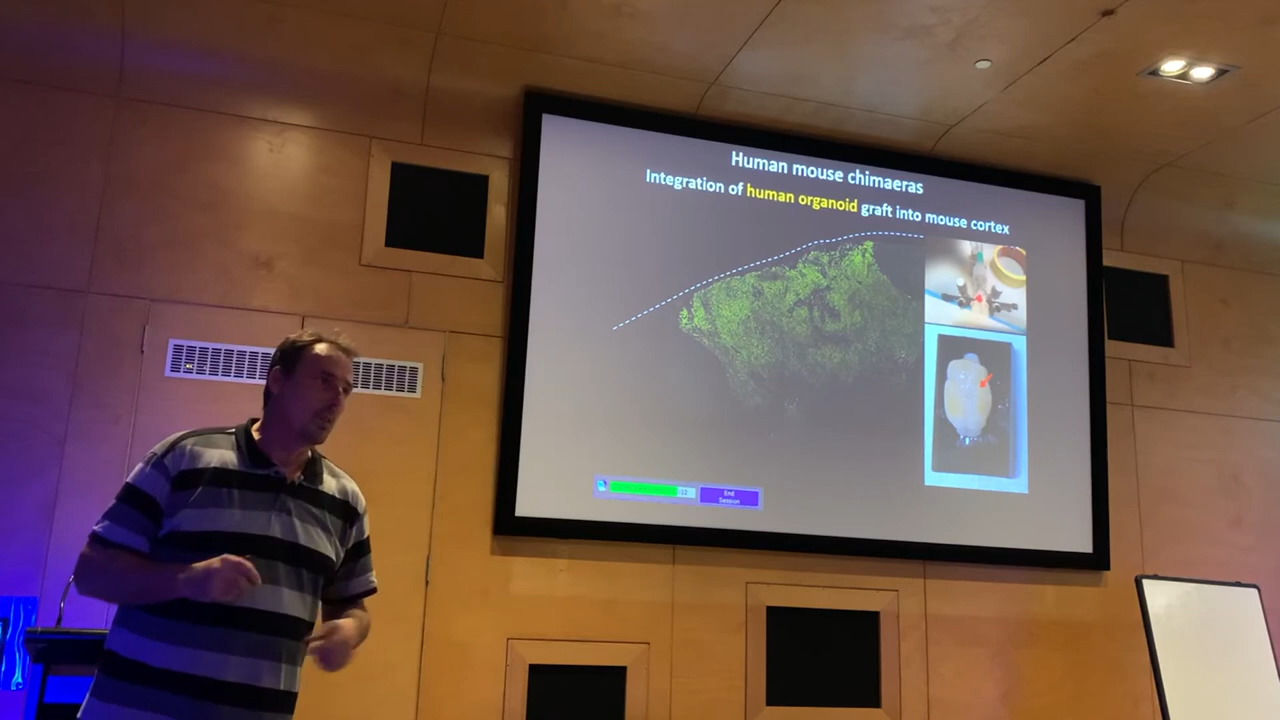 Human mouse chimaeras
Integration of human organoid graft into mouse cortex
End
Session